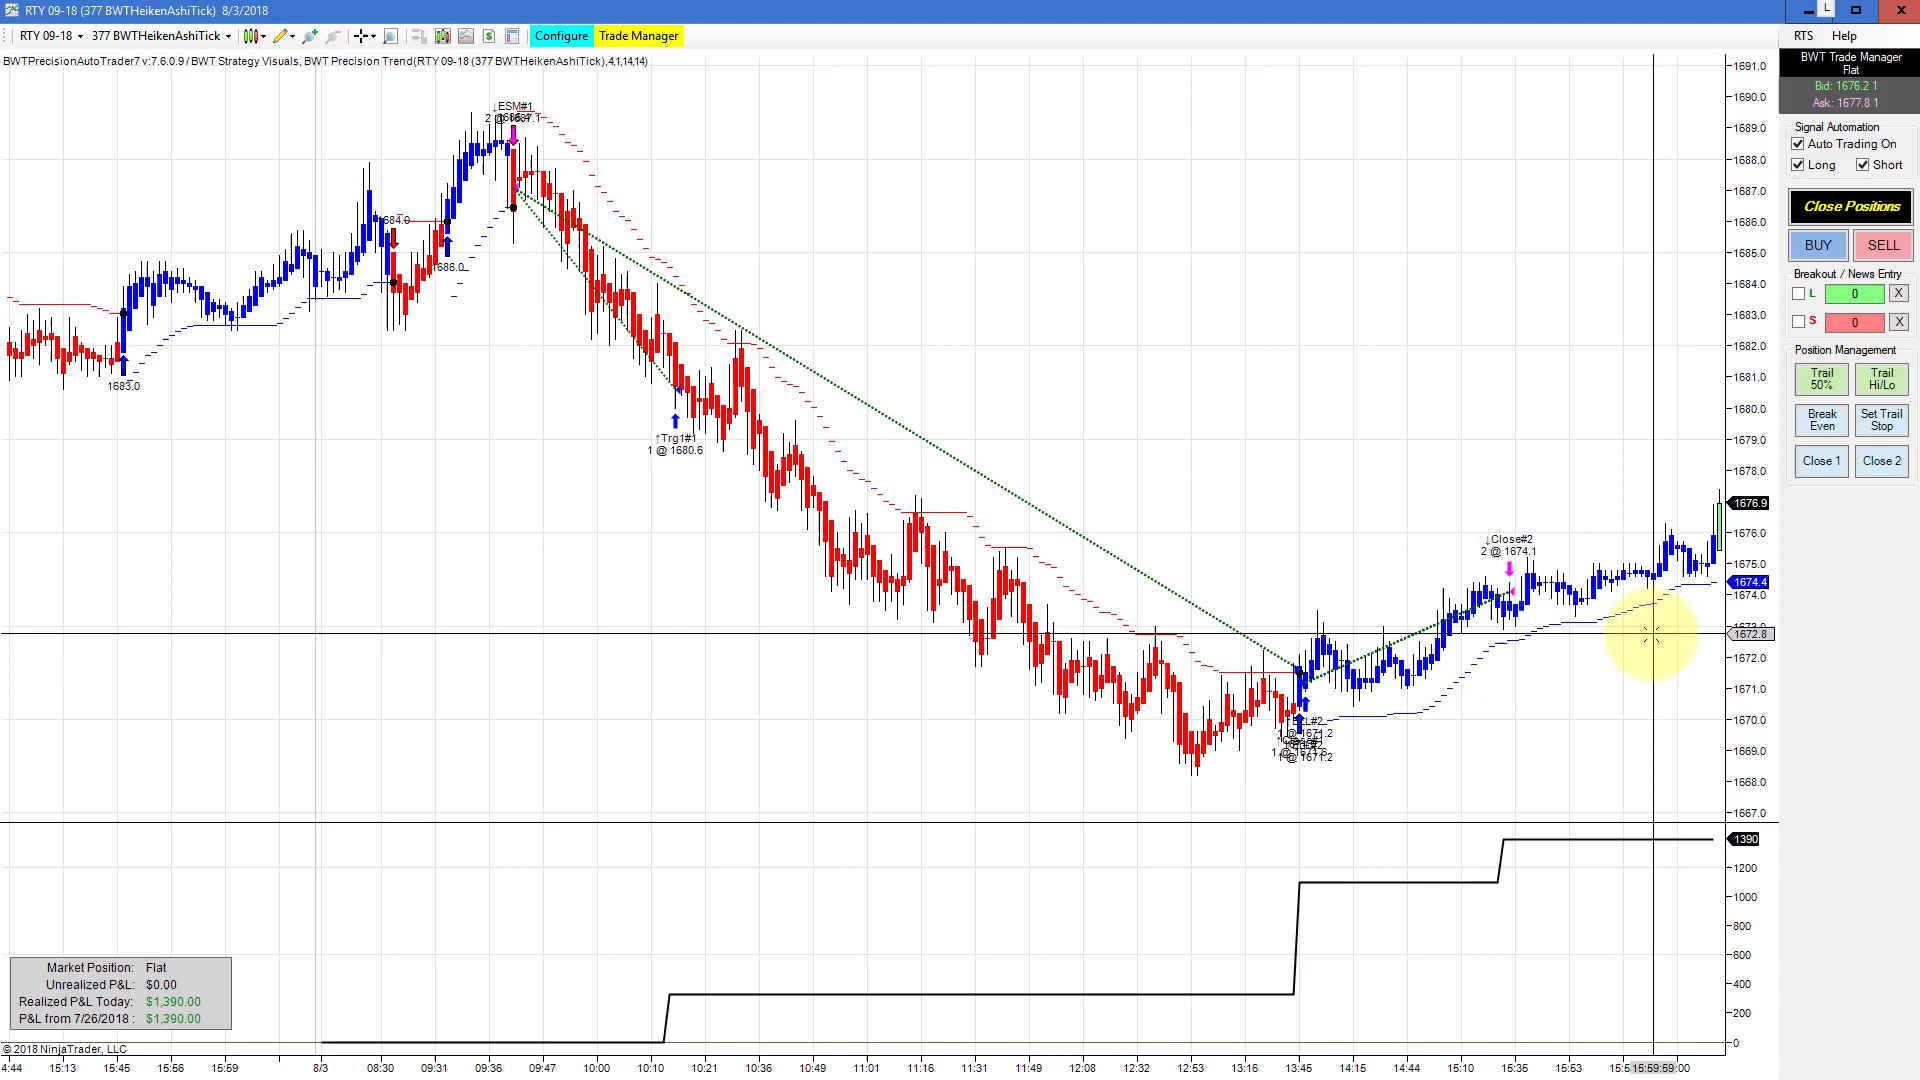 RTY 09-18 (377 BWTHeikenAshiTick) 8/3/2018
L
RTY 09-18
377 BWTHeikenAshiTick
Configure
Trade Manager
RTS
Help
BWTPrecisionAutoTrader7 v:7.6.0.9 / BWT Strategy Visuals, BWT Precision Trend(RTY 09-18 (377 BWTHeikenAshiTick),4,1,14,14)
BWT Trade Manager
Flat
Bid: 1676.2 1
Ask: 1677.8 1
Signal Automation
Auto Trading On
Long
Short
Close Positions
BUY
SELL
Breakout / News Entry
L
0
X
S
0
X
Position Management
Trail 50%
Trail Hi/Lo
Break Even
Set Trail Stop
Close 1
Close 2
1691.0
1690.0
1689.0
1688.0
1687.0
1686.0
1685.0
1684.0
1683.0
1682.0
1681.0
1680.0
1679.0
1678.0
1676.9
1676.0
1675.0
1674.4
1674.0
1672.8
1672.0
1671.0
1670.0
1669.0
1668.0
1667.0
↓ESM#1
1684.0
1686.0
1683.0
↑Trg1#1
1 @ 1680.6
↓Close#2
2 @ 1674.1
1 @ 1671.2
1 @ 1671.2
1390
1200
1000
800
600
400
200
0
Market Position: Flat
Unrealized P&L: $0.00
Realized P&L Today: $1,390.00
P&L from 7/26/2018 : $1,390.00
© 2018 NinjaTrader, LLC
4:44 15:13 15:45 15:56 15:59 8/3 08:30 09:31 09:36 09:47 10:00 10:10 10:21 10:36 10:49 11:01 11:16 11:31 11:49 12:08 12:32 12:53 13:16 13:45 14:15 14:44 15:10 15:35 15:53 15:59:59